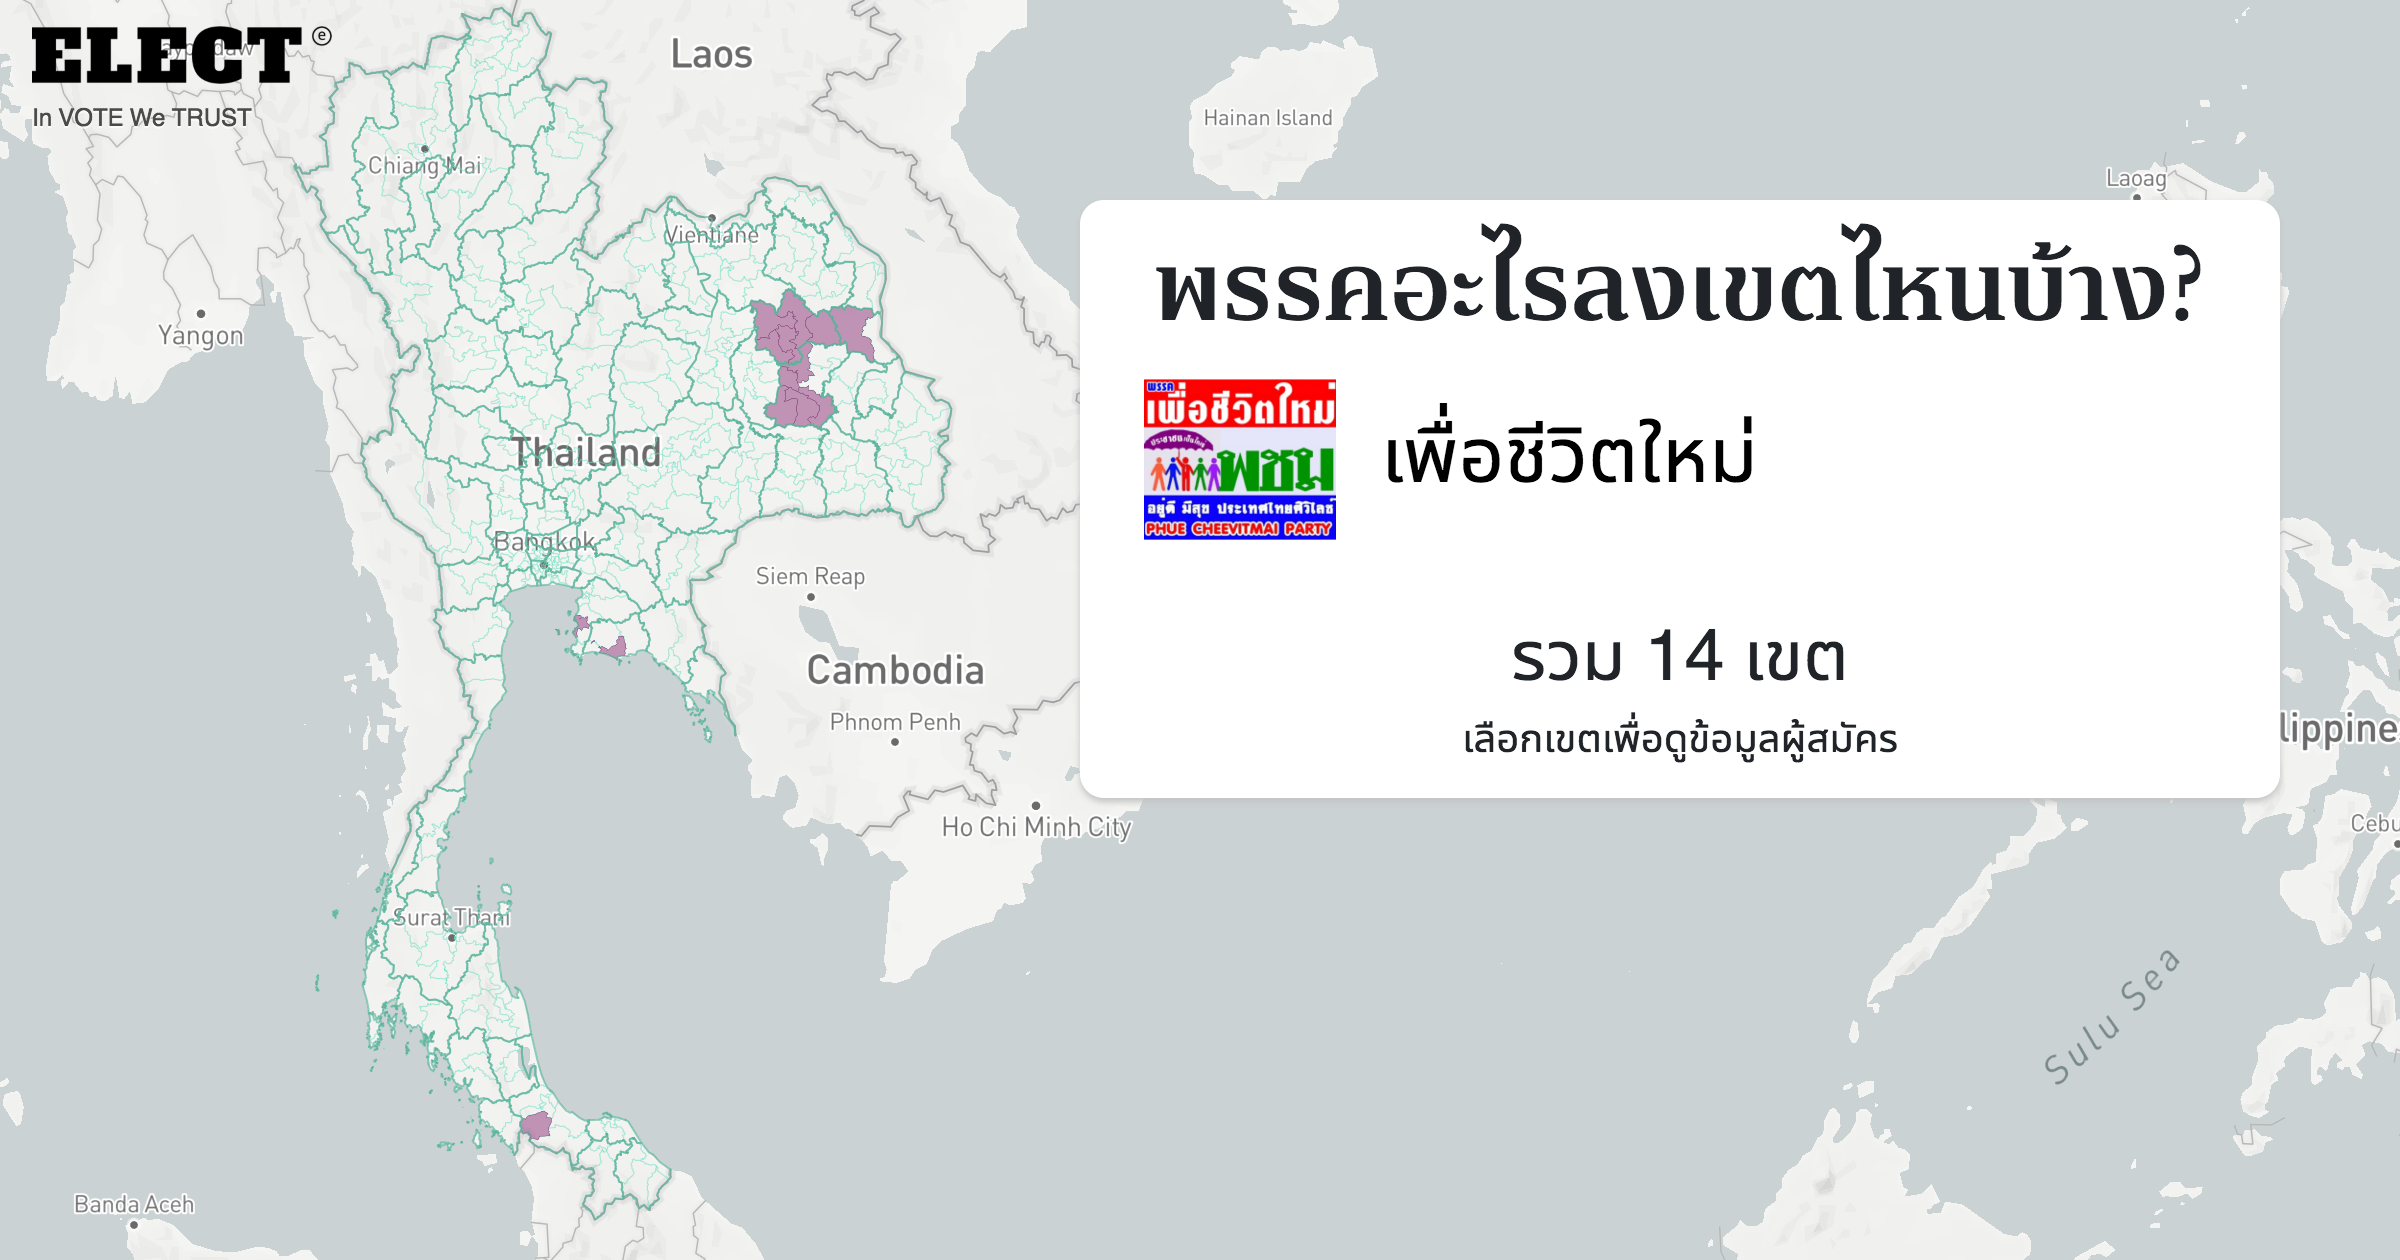 ELECT ⓔ
In VOTE We TRUST
Laos
Hainan Island
Chiang Mai
Laoag
Vientiane
Yangon
Thailand
Bangkok
Siem Reap
Cambodia
Phnom Penh
Ho Chi Minh City
Surat Thani
Banda Aceh
พรรคอะไรลงเขตไหนบ้าง?
พรรค
เพื่อชีวิตใหม่
พชม
อยู่ดี มีสุข ประเทศไทยศิวิไลซ์
PHUE CHEEVITMAI PARTY
เพื่อชีวิตใหม่
รวม 14 เขต
เลือกเขตเพื่อดูข้อมูลผู้สมัคร
lippine
Cebu
Sulu Sea